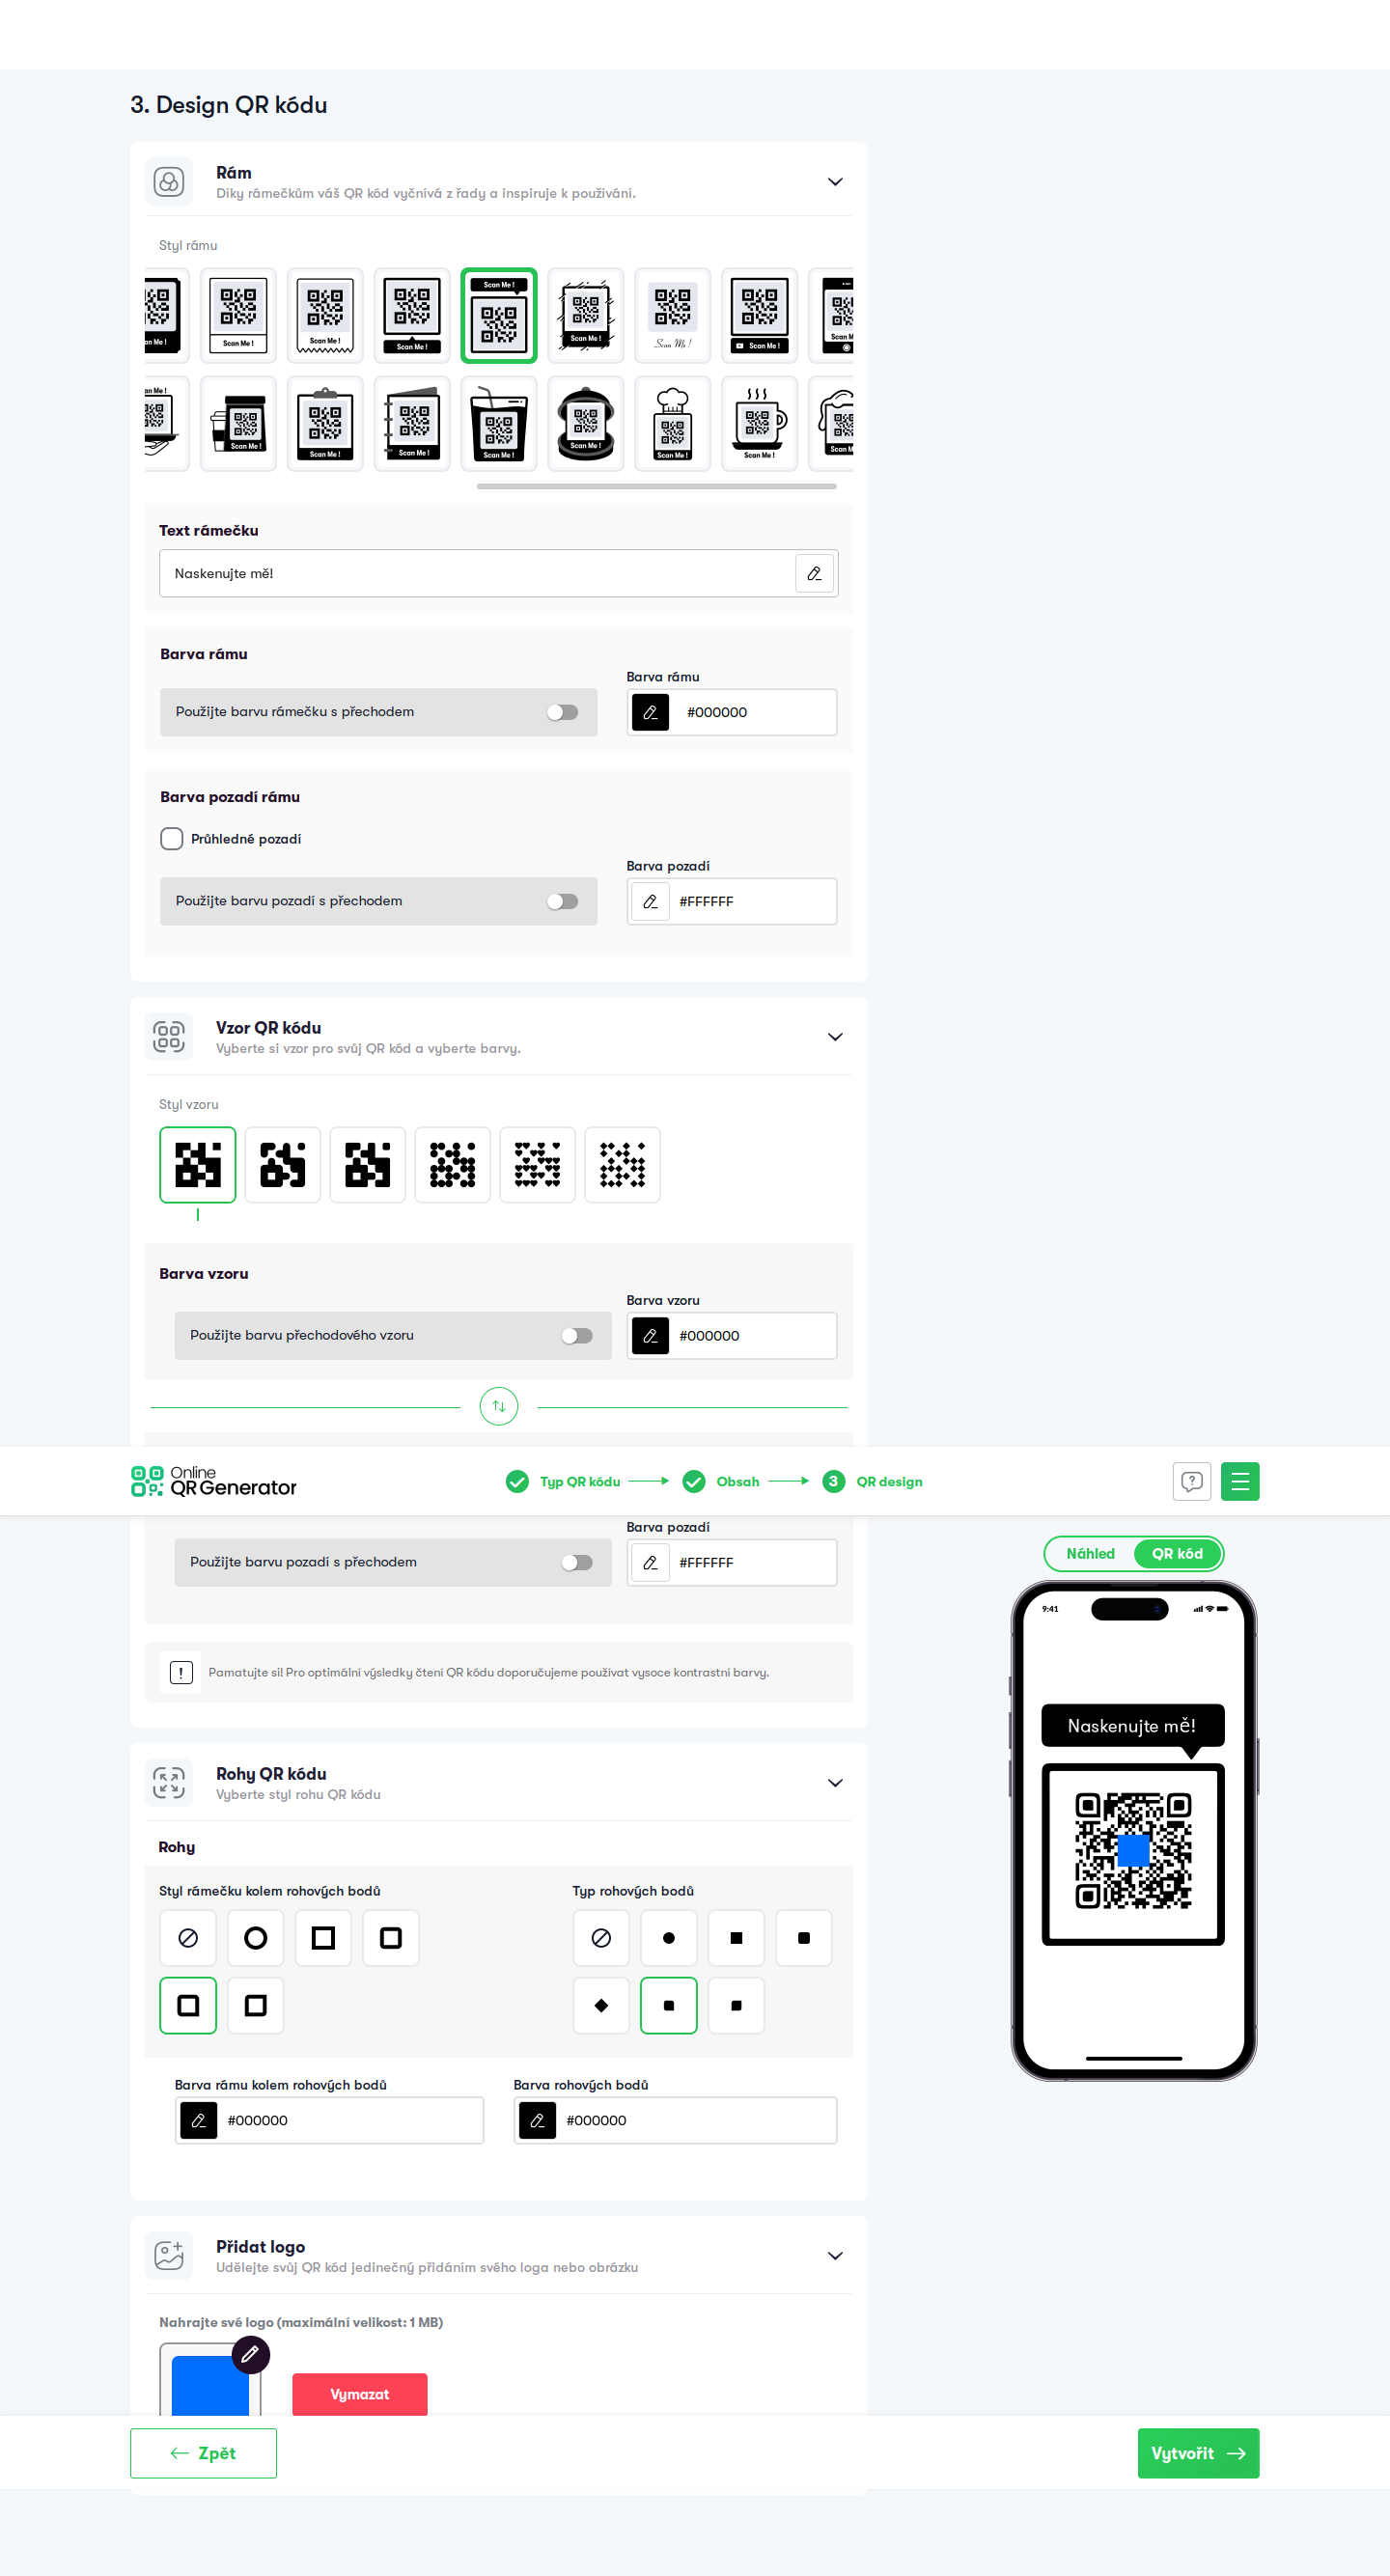 3. Design QR kódu
Rám
Díky rámečkům váš QR kód vyčnívá z řady a inspiruje k používání.
Styl rámu
Scan Me !
Scan Me !
Scan Me !
Scan Me !
Scan Me !
Scan Me !
Scan Me !
Scan Me !
Scan Me !
Scan Me !
Scan Me !
Scan Me !
Scan Me !
Scan Me !
Text rámečku
Naskenujte mě!
Barva rámu
Barva rámu
Použijte barvu rámečku s přechodem
#000000
Barva pozadí rámu
Průhledné pozadí
Barva pozadí
Použijte barvu pozadí s přechodem
#FFFFFF
Vzor QR kódu
Vyberte si vzor pro svůj QR kód a vyberte barvy.
Styl vzoru
Barva vzoru
Barva vzoru
Použijte barvu přechodového vzoru
#000000
Online
QR Generator
Typ QR kódu
Obsah
3
QR design
Barva pozadí
Použijte barvu pozadí s přechodem
#FFFFFF
Náhled
QR kód
9:41
Naskenujte mě!
Pamatujte si! Pro optimální výsledky čtení QR kódu doporučujeme používat vysoce kontrastní barvy.
Rohy QR kódu
Vyberte styl rohu QR kódu
Rohy
Styl rámečku kolem rohových bodů
Typ rohových bodů
Barva rámu kolem rohových bodů
Barva rohových bodů
#000000
#000000
Přidat logo
Udělejte svůj QR kód jedinečný přidáním svého loga nebo obrázku
Nahrajte své logo (maximální velikost: 1 MB)
Vymazat
Zpět
Vytvořit